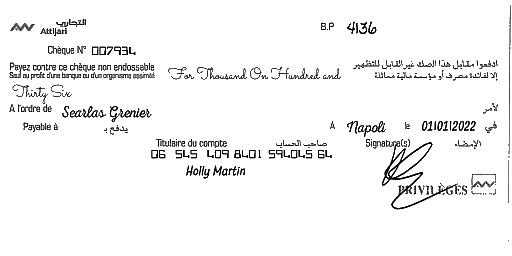 التجاري
Attijari
B.P 4136
Chèque N° 007934
Payez contre ce chèque non endossable
Sauf au profit d'une banque ou d'un organisme assimilé
For Thousand On Hundred and
ادفعوا مقابل هذا الصك غير القابل للتظهير
إلا لفائدة مصرف أو مؤسسة مالية مماثلة
Thirty Six
A l'ordre de Searlas Grenier لأمر
Payable à يدفع بـ A Napoli le 01/01/2022 في
Titulaire du compte صاحب الحساب Signature(s) الإمضاء
06 545 409 8401 594045 64
Holly Martin
PRIVILÈGES